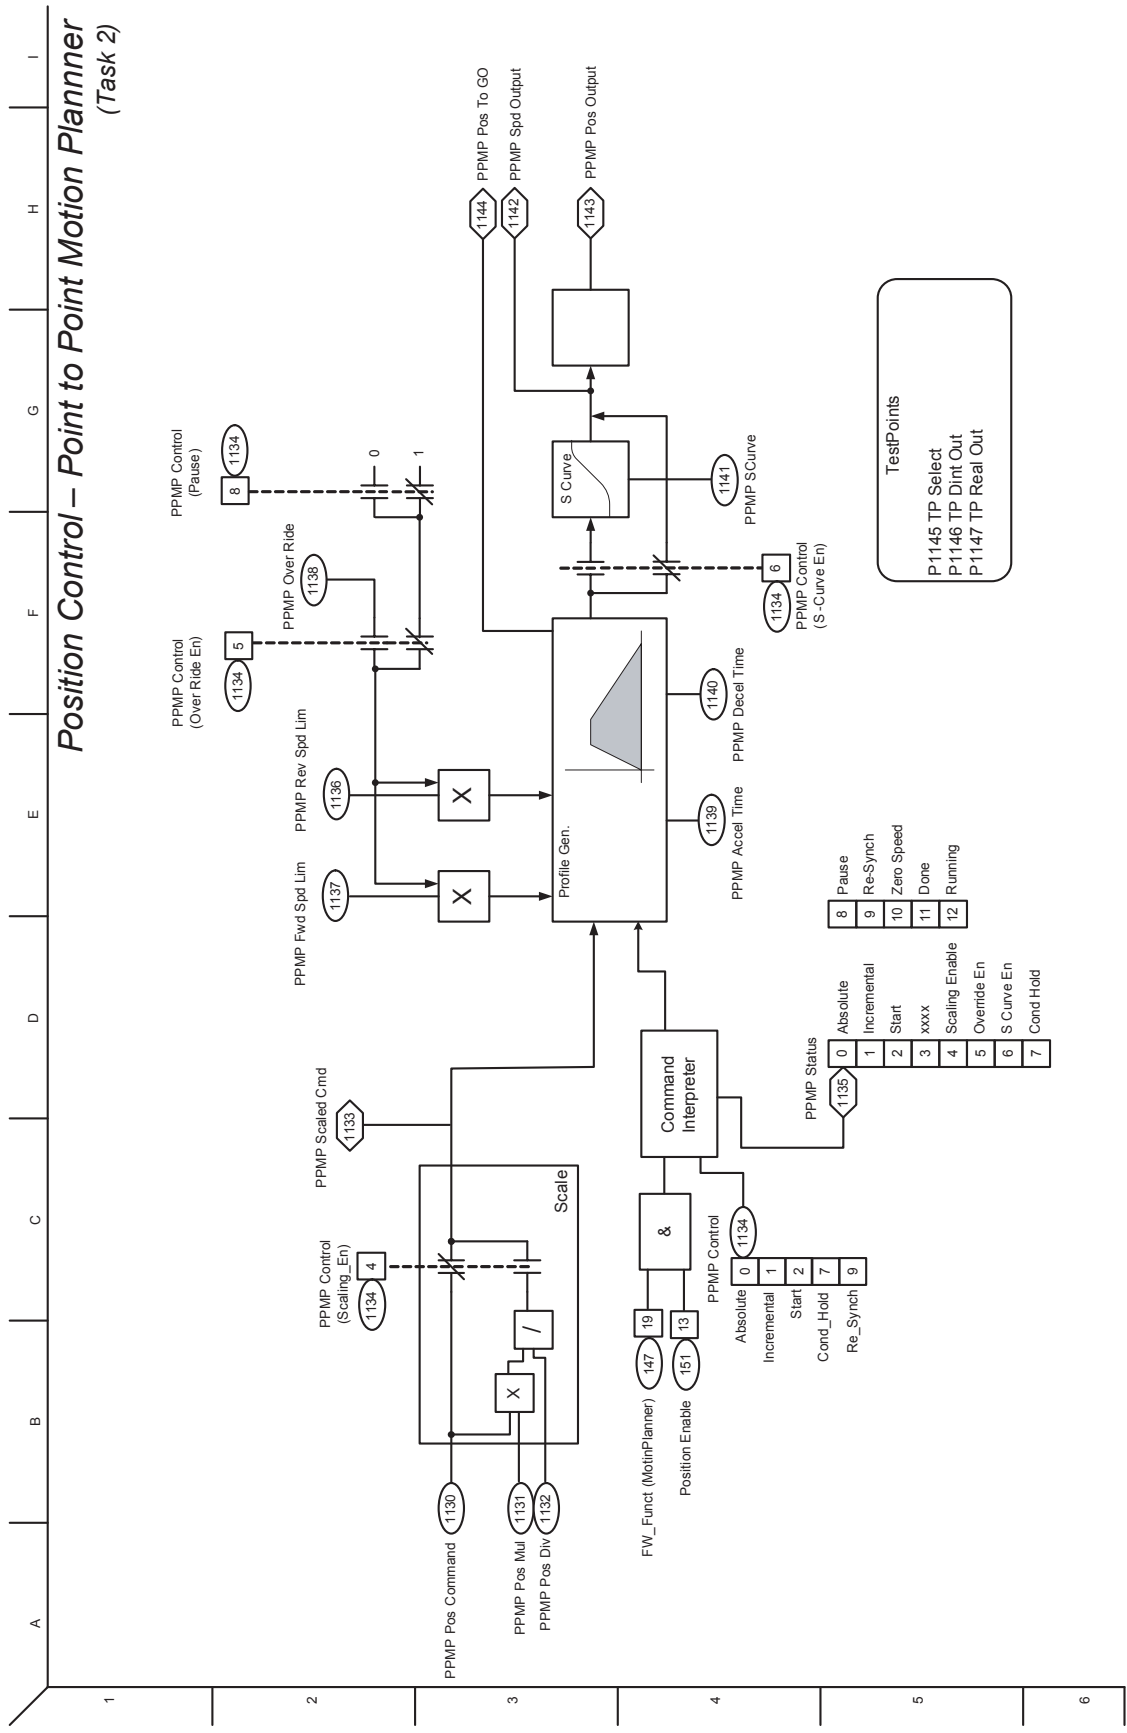 Position Control – Point to Point Motion Plannner
(Task 2)
A
B
C
D
E
F
G
H
I
1
2
3
4
5
6
PPMP Control
(Over Ride En)
1134
5
PPMP Over Ride
1138
PPMP Control
(Pause)
8
1134
0
1
PPMP Fwd Spd Lim
1137
PPMP Rev Spd Lim
1136
X
X
PPMP Pos To GO
1144
PPMP Spd Output
1142
PPMP Pos Output
1143
PPMP Control
(Scaling_En)
1134
4
PPMP Scaled Cmd
1133
PPMP Pos Command
1130
PPMP Pos Mul
1131
PPMP Pos Div
1132
X
/
Scale
Profile Gen.
S Curve
PPMP Accel Time
1139
PPMP Decel Time
1140
1134
6
PPMP Control
(S -Curve En)
1141
PPMP SCurve
FW_Funct (MotinPlanner)
147
19
Position Enable
151
13
&
Command
Interpreter
PPMP Control
1134
Absolute 0
Incremental 1
Start 2
Cond_Hold 7
Re_Synch 9
PPMP Status
1135
0 Absolute
1 Incremental
2 Start
3 xxxx
4 Scaling Enable
5 Override En
6 S Curve En
7 Cond Hold
8 Pause
9 Re-Synch
10 Zero Speed
11 Done
12 Running
TestPoints
P1145 TP Select
P1146 TP Dint Out
P1147 TP Real Out